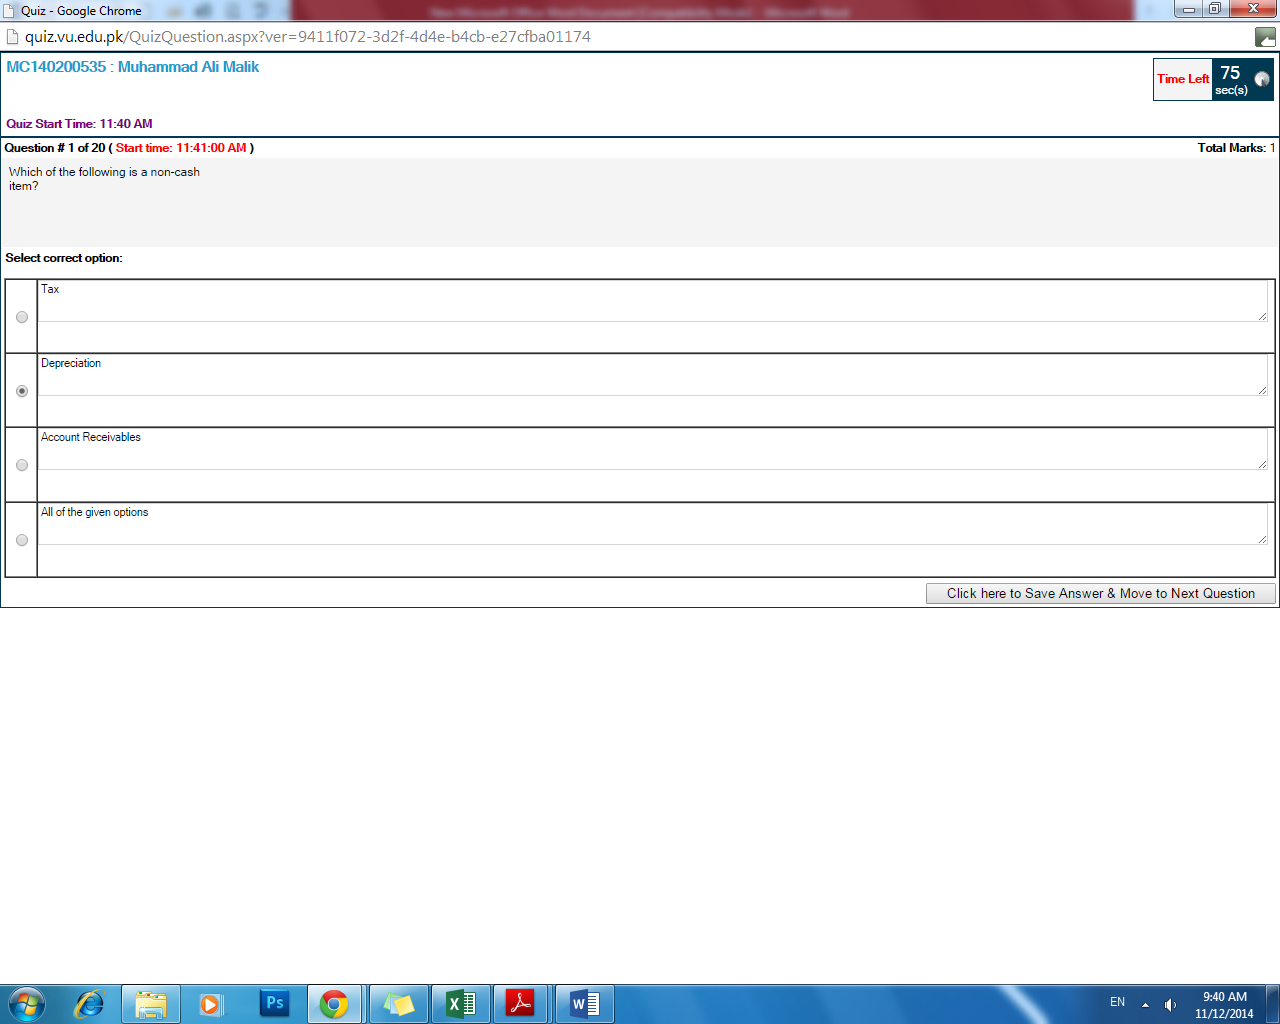 Quiz - Google Chrome
quiz.vu.edu.pk/QuizQuestion.aspx?ver=9411f072-3d2f-4d4e-b4cb-e27cfba01174
MC140200535 : Muhammad Ali Malik
Time Left 75 sec(s)
Quiz Start Time: 11:40 AM
Question # 1 of 20 ( Start time: 11:41:00 AM ) Total Marks: 1
Which of the following is a non-cash
item?
Select correct option:
Tax
Depreciation
Account Receivables
All of the given options
Click here to Save Answer & Move to Next Question
Ps
EN
9:40 AM
11/12/2014